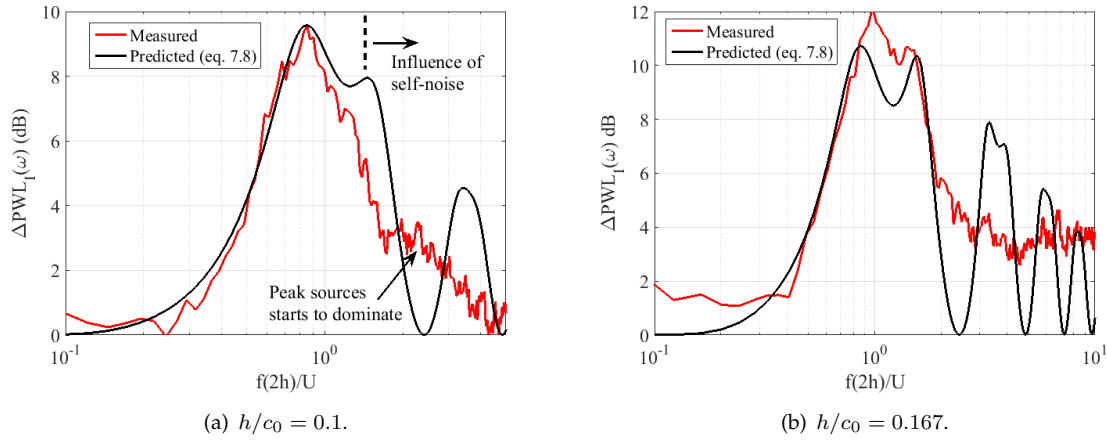 10
8
6
4
2
0
ΔPWL_I(ω) (dB)
Measured
Predicted (eq. 7.8)
Influence of
self-noise
Peak sources
starts to dominate
10^-1
10^0
f(2h)/U
(a) h/c_0 = 0.1.
12
10
8
6
4
2
0
ΔPWL_I(ω) dB
Measured
Predicted (eq. 7.8)
10^-1
10^0
10^1
f(2h)/U
(b) h/c_0 = 0.167.